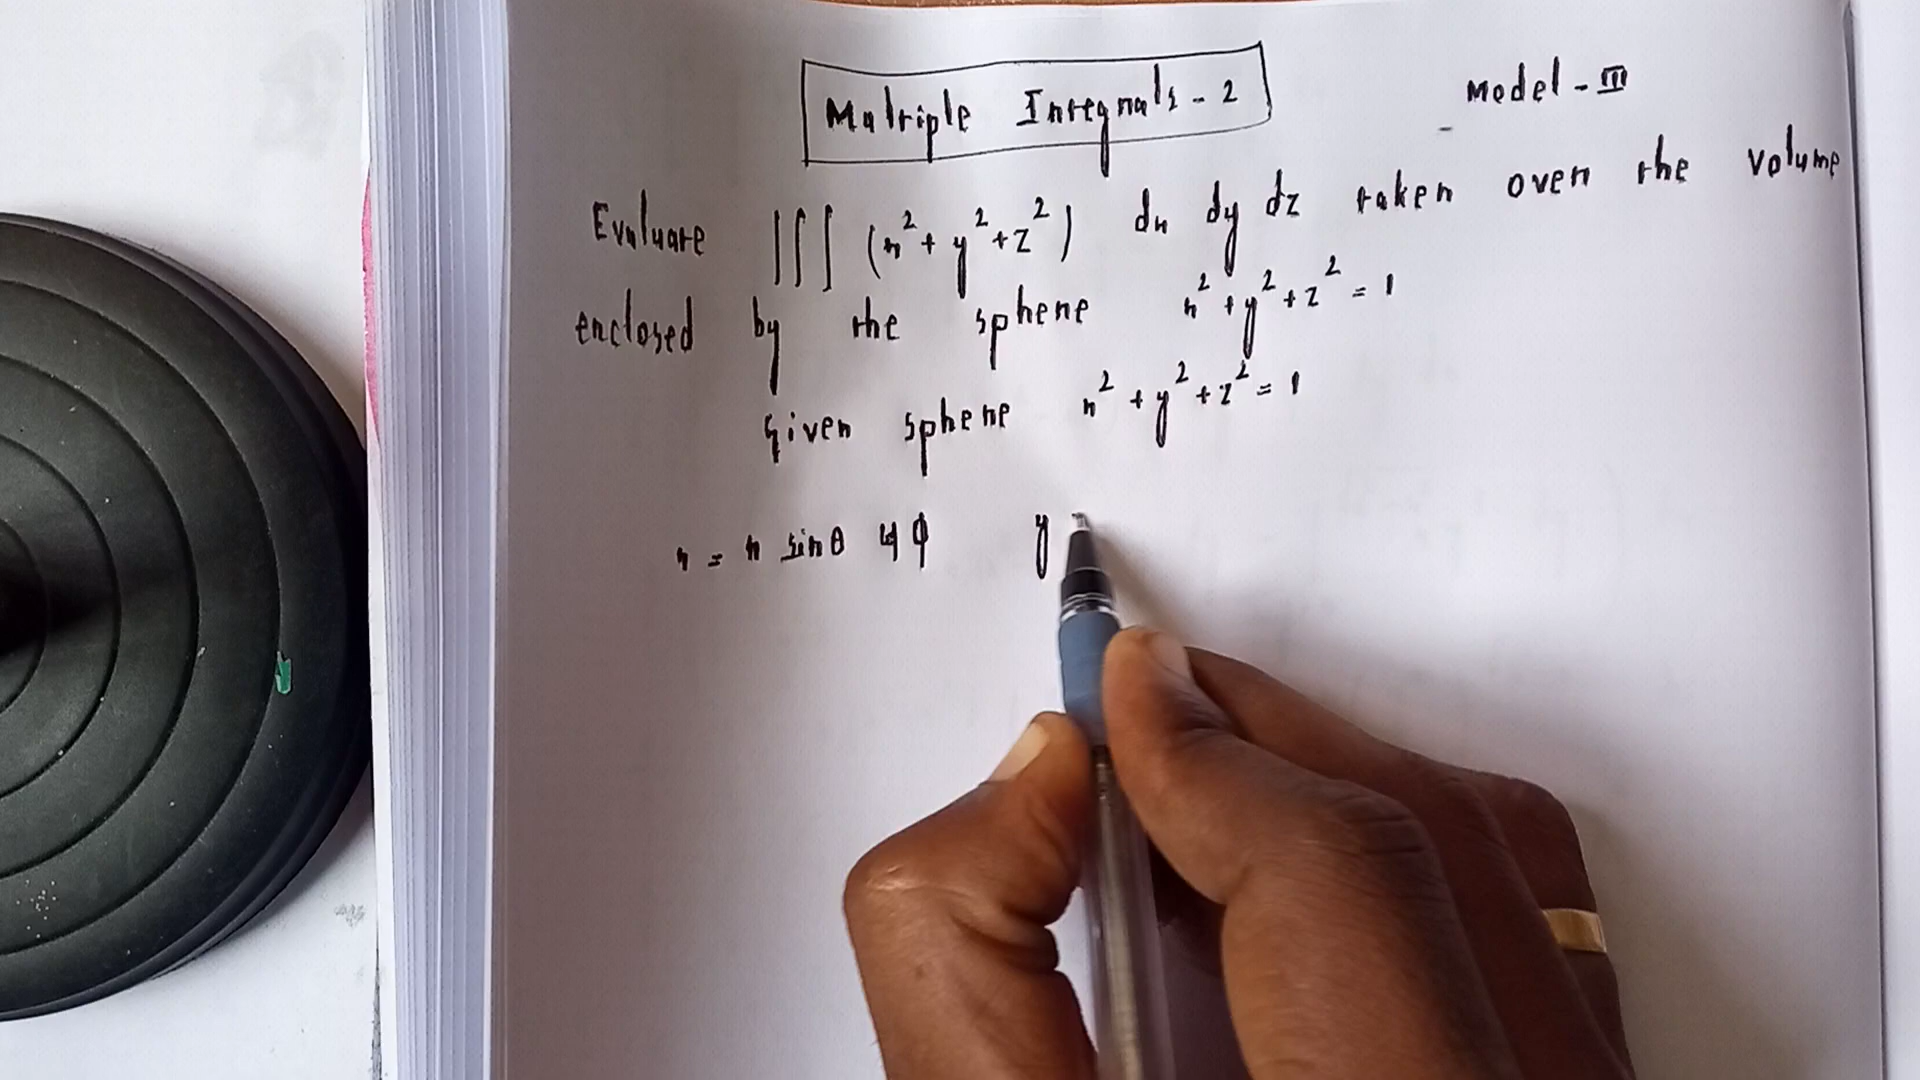 Multiple Integrals - 2
Model - III
Evaluate ∫∫∫ (x² + y² + z²) dx dy dz taken over the volume
enclosed by the sphere x² + y² + z² = 1
Given sphere x² + y² + z² = 1
x = r sinθ cos φ y